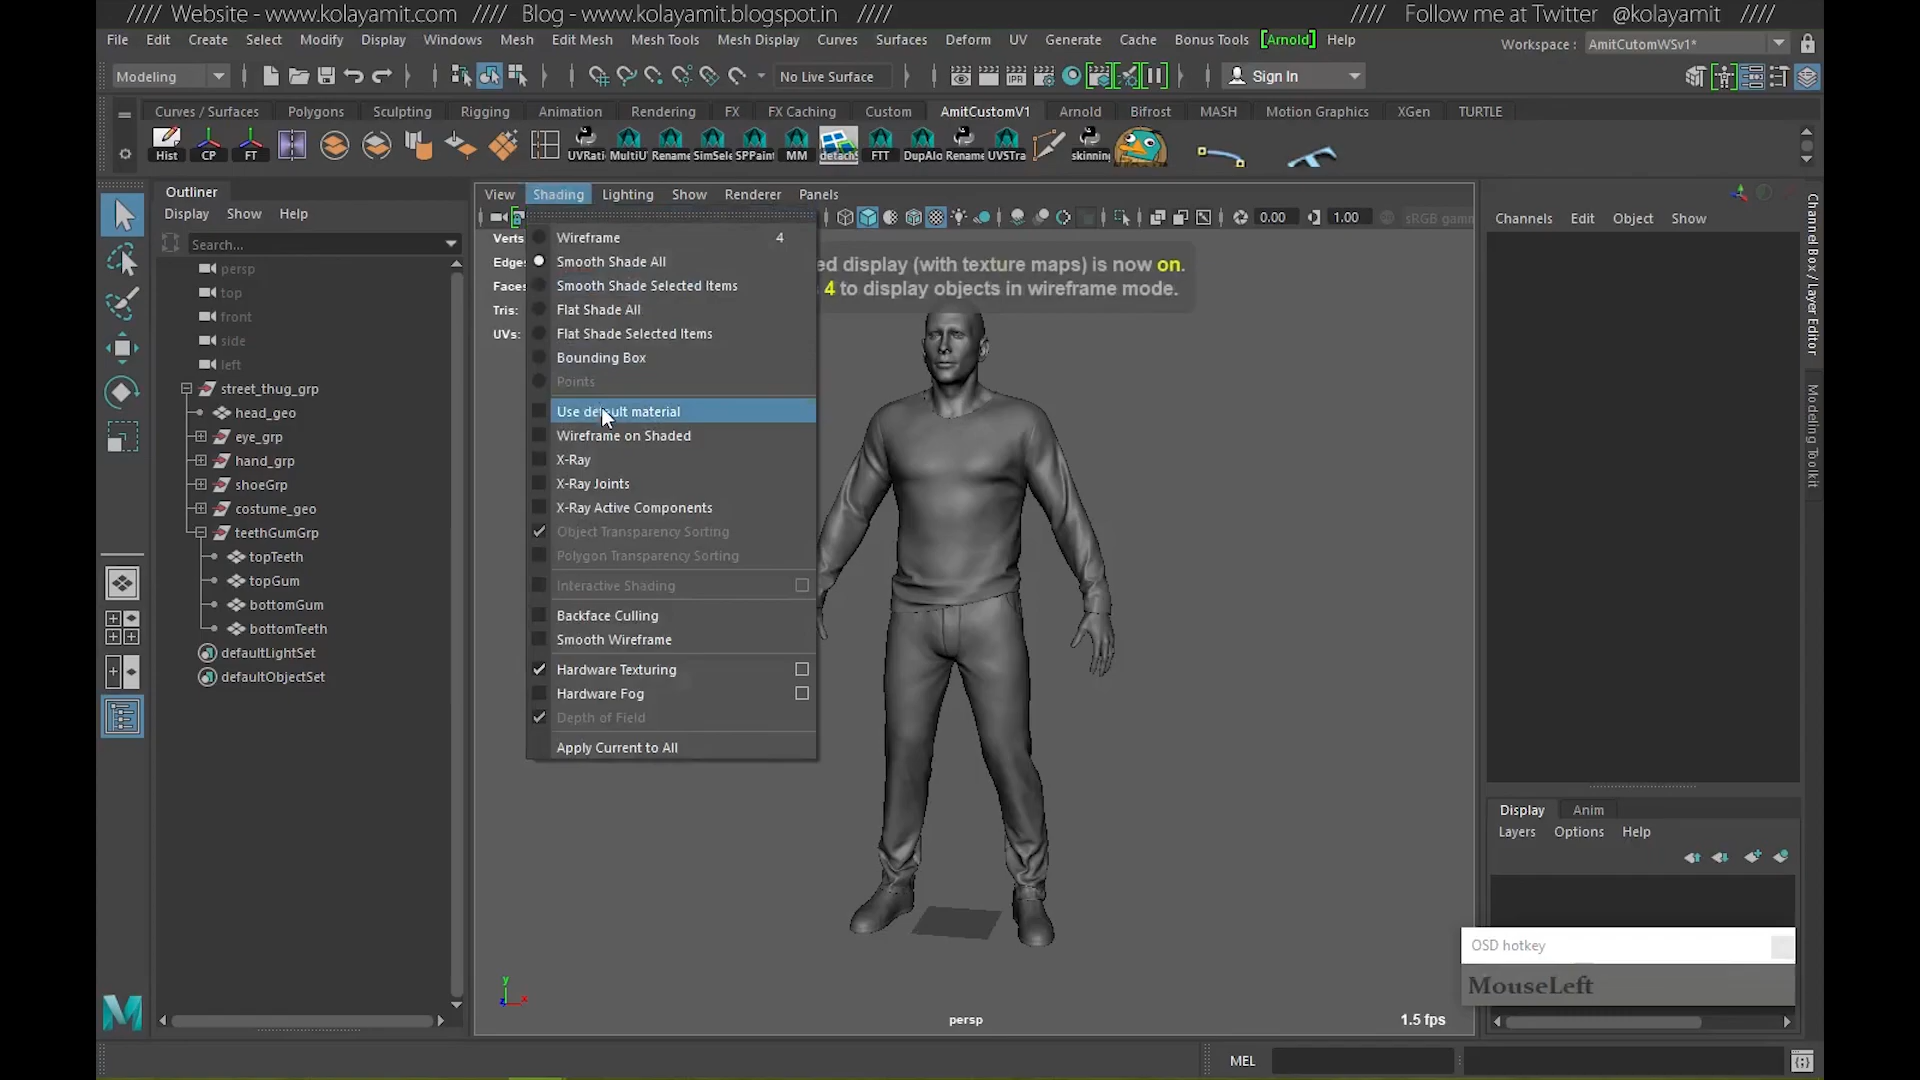 //// Website - www.kolayamit.com //// Blog - www.kolayamit.blogspot.in ////
//// Follow me at Twitter @kolayamit ////
File Edit Create Select Modify Display Windows Mesh Edit Mesh Mesh Tools Mesh Display Curves Surfaces Deform UV Generate Cache Bonus Tools [Arnold] Help
Workspace : AmitCutomWSv1*
Modeling
No Live Surface
Sign In
Curves / Surfaces Polygons Sculpting Rigging Animation Rendering FX FX Caching Custom AmitCustomV1 Arnold Bifrost MASH Motion Graphics XGen TURTLE
Hist CP FT UVRati MultiU Rename SimSele SPPain MM detachS FTT DupAlo Rename UVSTra skinning
Outliner
Display Show Help
Search...
persp
top
front
side
left
street_thug_grp
head_geo
eye_grp
hand_grp
shoeGrp
costume_geo
teethGumGrp
topTeeth
topGum
bottomGum
bottomTeeth
defaultLightSet
defaultObjectSet
View Shading Lighting Show Renderer Panels
0.00 1.00 sRGB gamm
Verts
Edge
Faces
Tris:
UVs:
Wireframe 4
Smooth Shade All
Smooth Shade Selected Items
Flat Shade All
Flat Shade Selected Items
Bounding Box
Points
Use default material
Wireframe on Shaded
X-Ray
X-Ray Joints
X-Ray Active Components
Object Transparency Sorting
Polygon Transparency Sorting
Interactive Shading
Backface Culling
Smooth Wireframe
Hardware Texturing
Hardware Fog
Depth of Field
Apply Current to All
ed display (with texture maps) is now on.
4 to display objects in wireframe mode.
persp
1.5 fps
Channels Edit Object Show
Channel Box / Layer Editor
Modeling Toolkit
Display Anim
Layers Options Help
OSD hotkey
MouseLeft
MEL